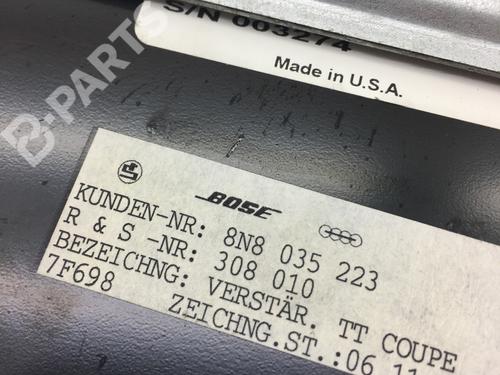 S/N 003274
Made in U.S.A.
B-PARTS
BOSE
KUNDEN-NR: 8N8 035 223
R & S -NR: 308 010
BEZEICHNG: VERSTÄR. TT COUPE
7F698 ZEICHNG.ST.:06 11